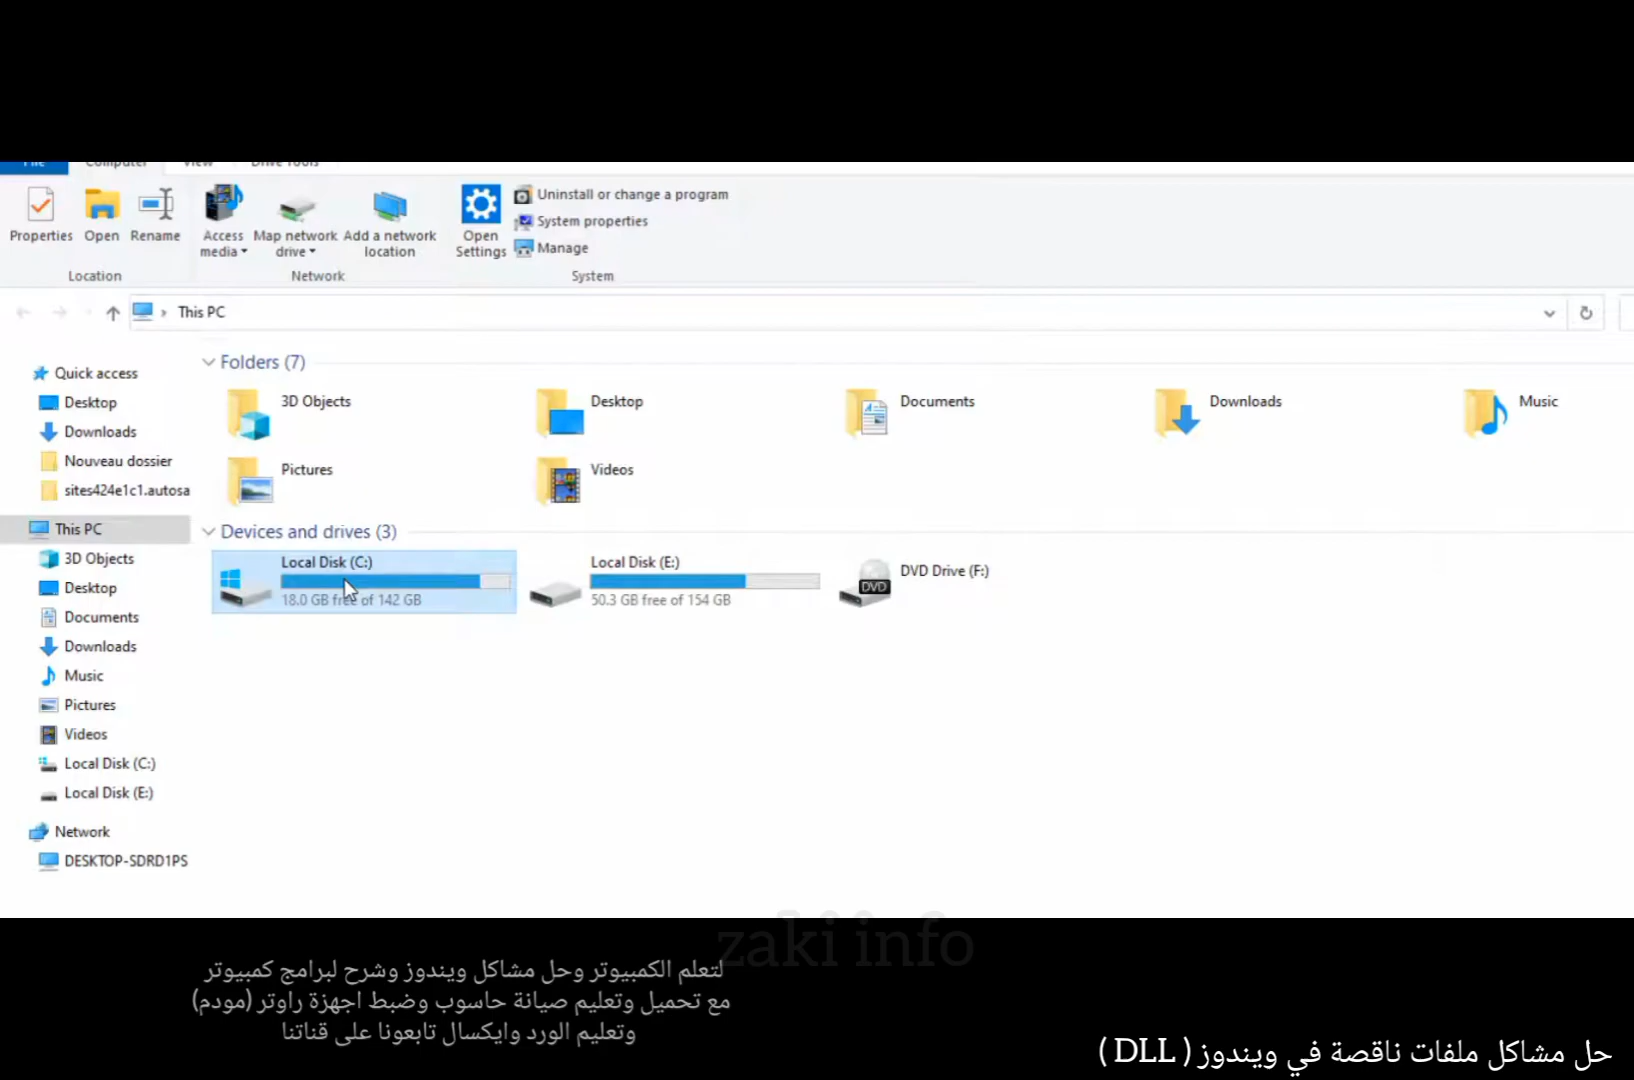 File Computer View Drive Tools
Properties Open Rename Access media Map network drive Add a network location Open Settings Uninstall or change a program
System properties
Manage
Location Network System
This PC
Quick access
Desktop
Downloads
Nouveau dossier
sites424e1c1.autosa
This PC
3D Objects
Desktop
Documents
Downloads
Music
Pictures
Videos
Local Disk (C:)
Local Disk (E:)
Network
DESKTOP-SDRD1PS
Folders (7)
3D Objects Desktop Documents Downloads Music
Pictures Videos
Devices and drives (3)
Local Disk (C:)
18.0 GB free of 142 GB
Local Disk (E:)
50.3 GB free of 154 GB
DVD Drive (F:)
DVD
zaki info
لتعلم الكمبيوتر وحل مشاكل ويندوز وشرح لبرامج كمبيوتر
مع تحميل وتعليم صيانة حاسوب وضبط اجهزة راوتر (مودم)
وتعليم الورد وايكسال تابعونا على قناتنا
حل مشاكل ملفات ناقصة في ويندوز ( DLL )